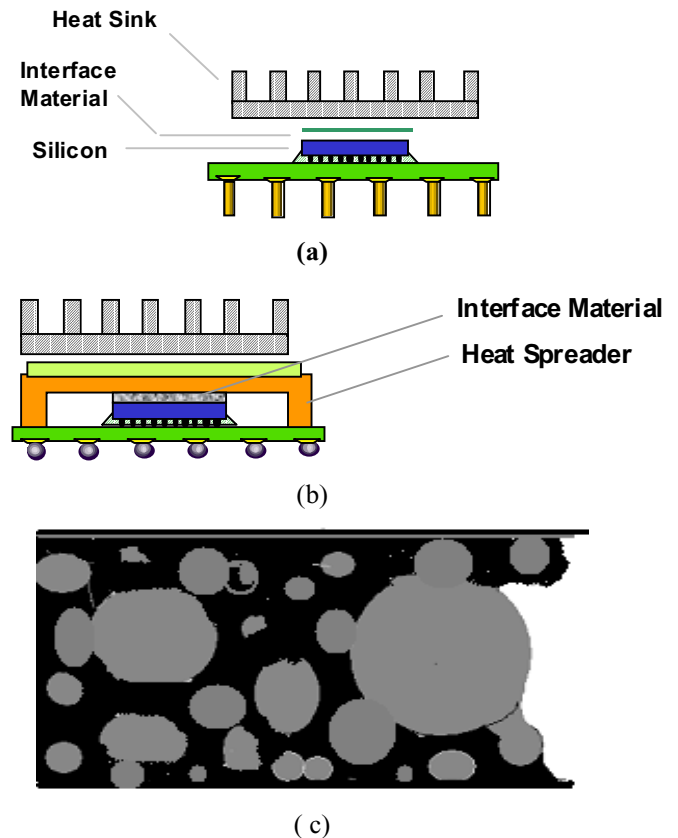 Heat Sink
Interface
Material
Silicon
(a)
Interface Material
Heat Spreader
(b)
( c)